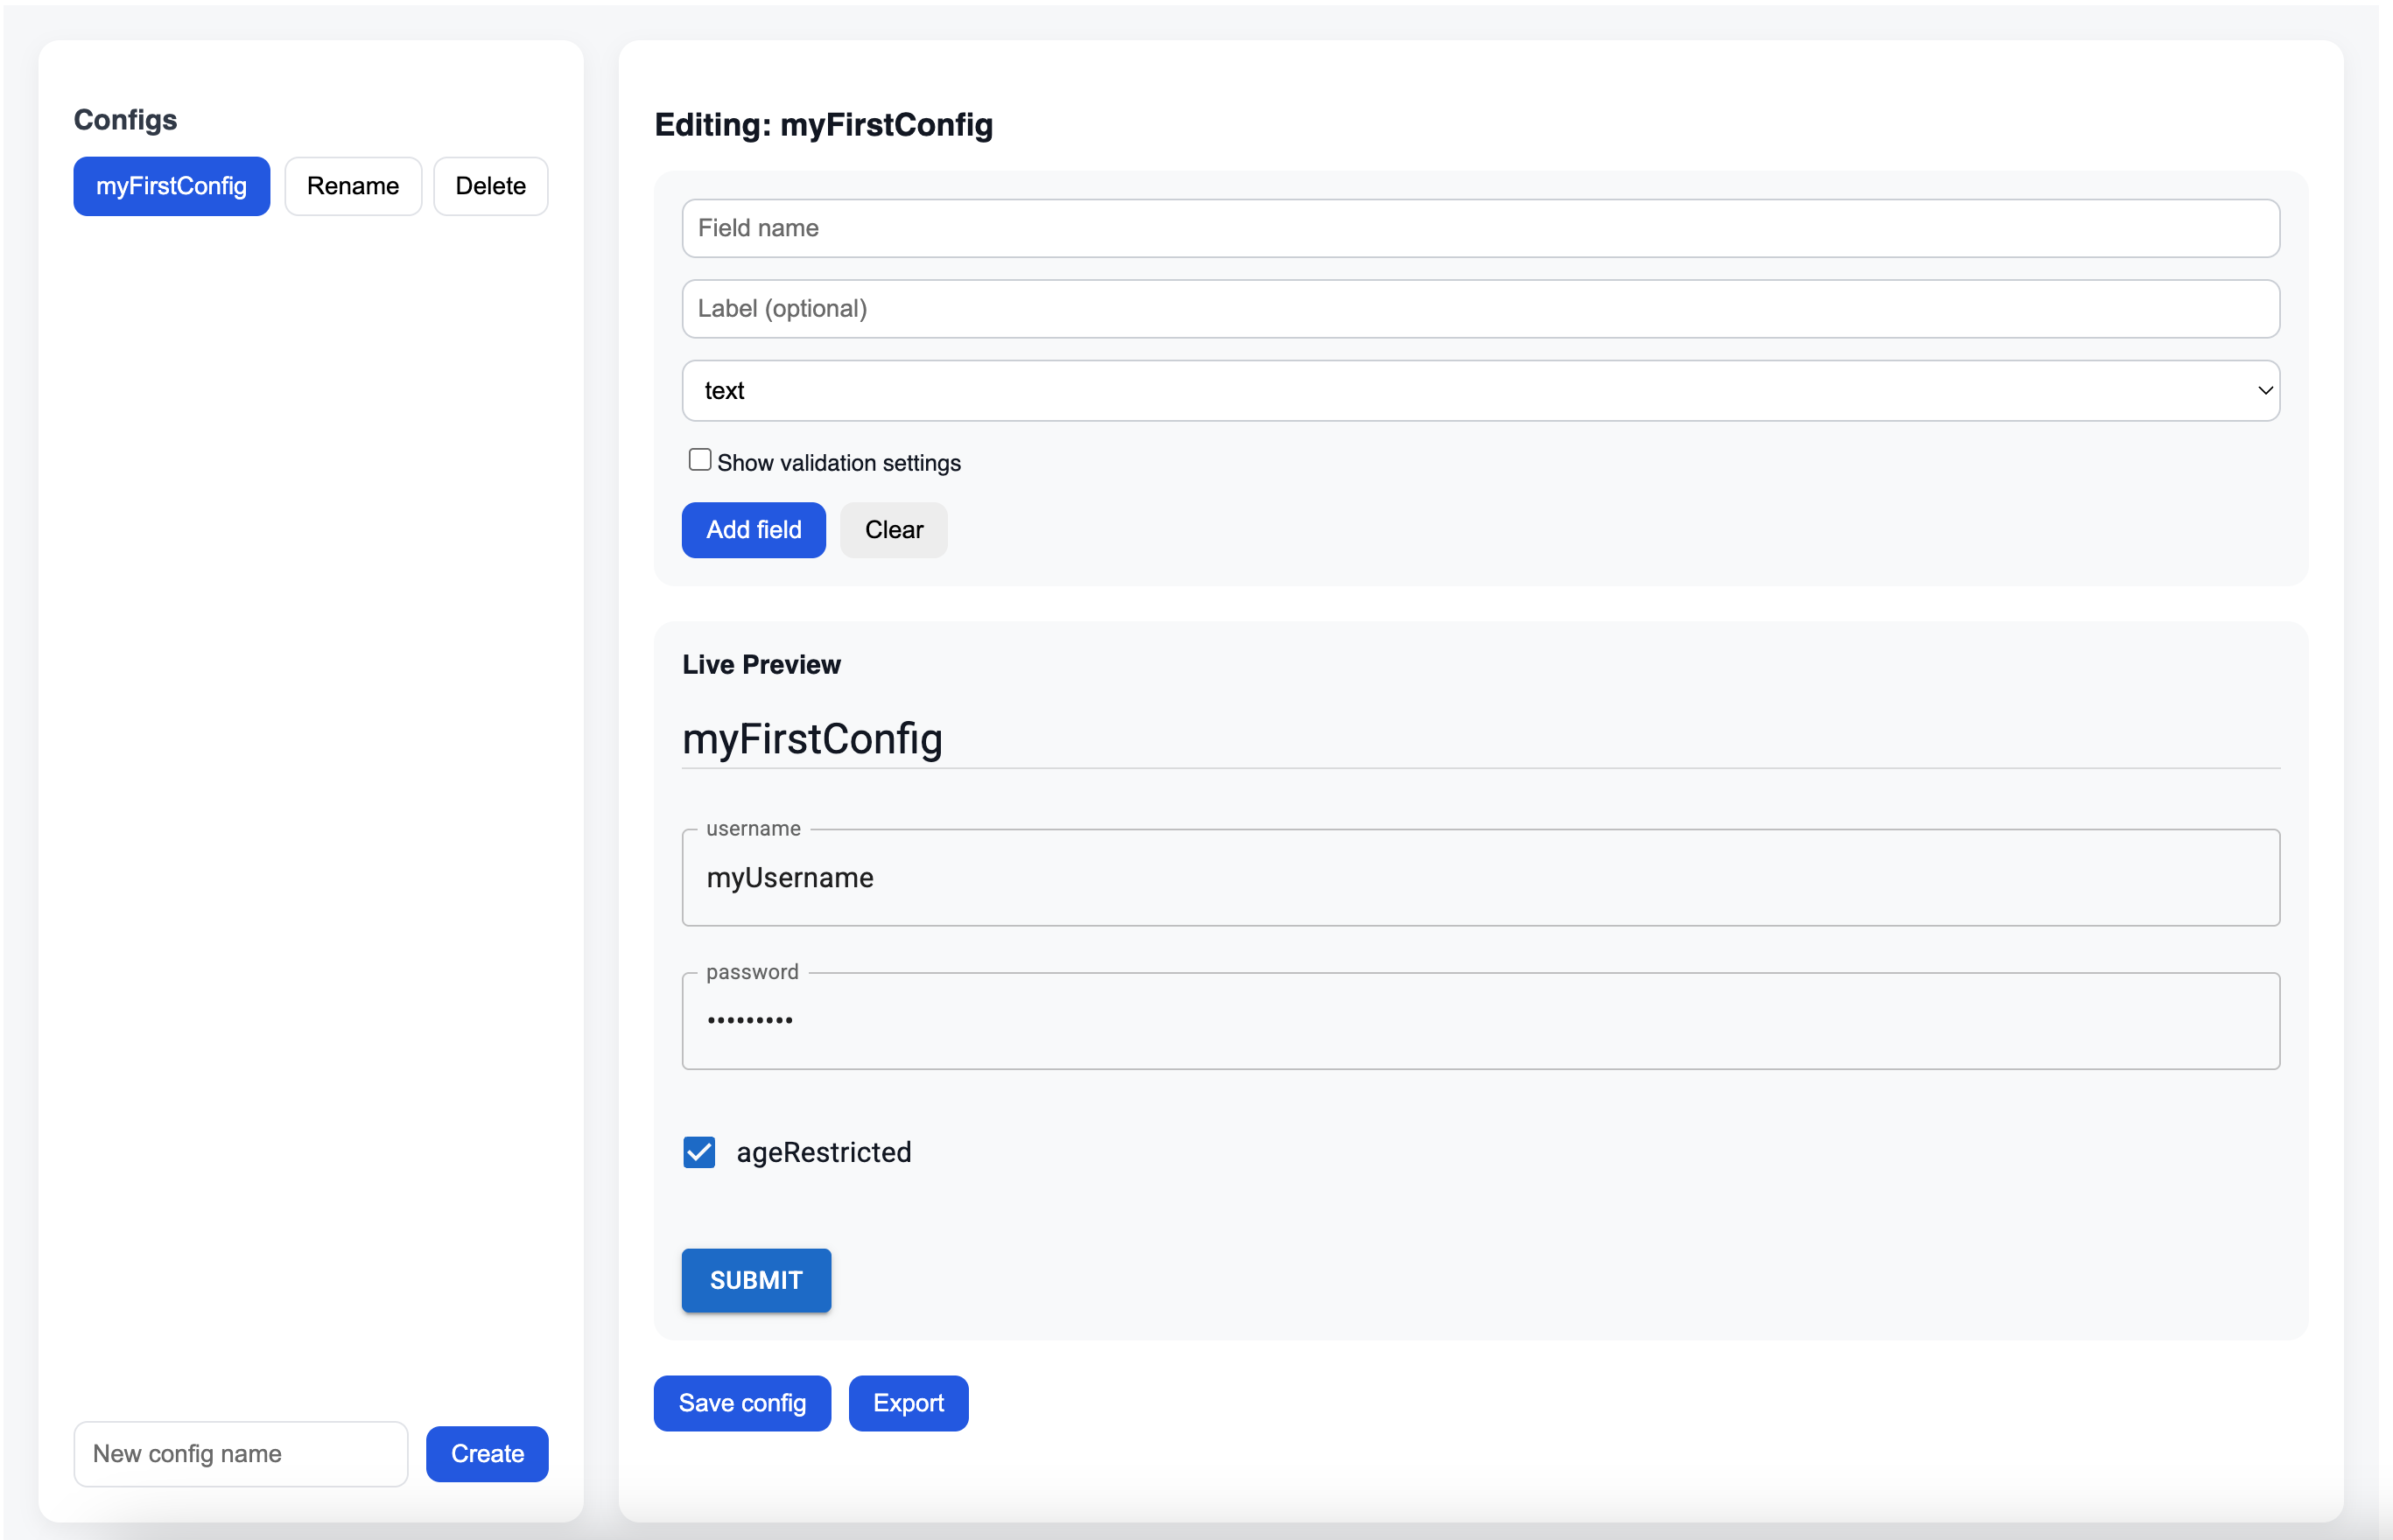 Configs
myFirstConfig Rename Delete
New config name Create
Editing: myFirstConfig
Field name
Label (optional)
text
Show validation settings
Add field Clear
Live Preview
myFirstConfig
username
myUsername
password
•••••••••
ageRestricted
SUBMIT
Save config Export